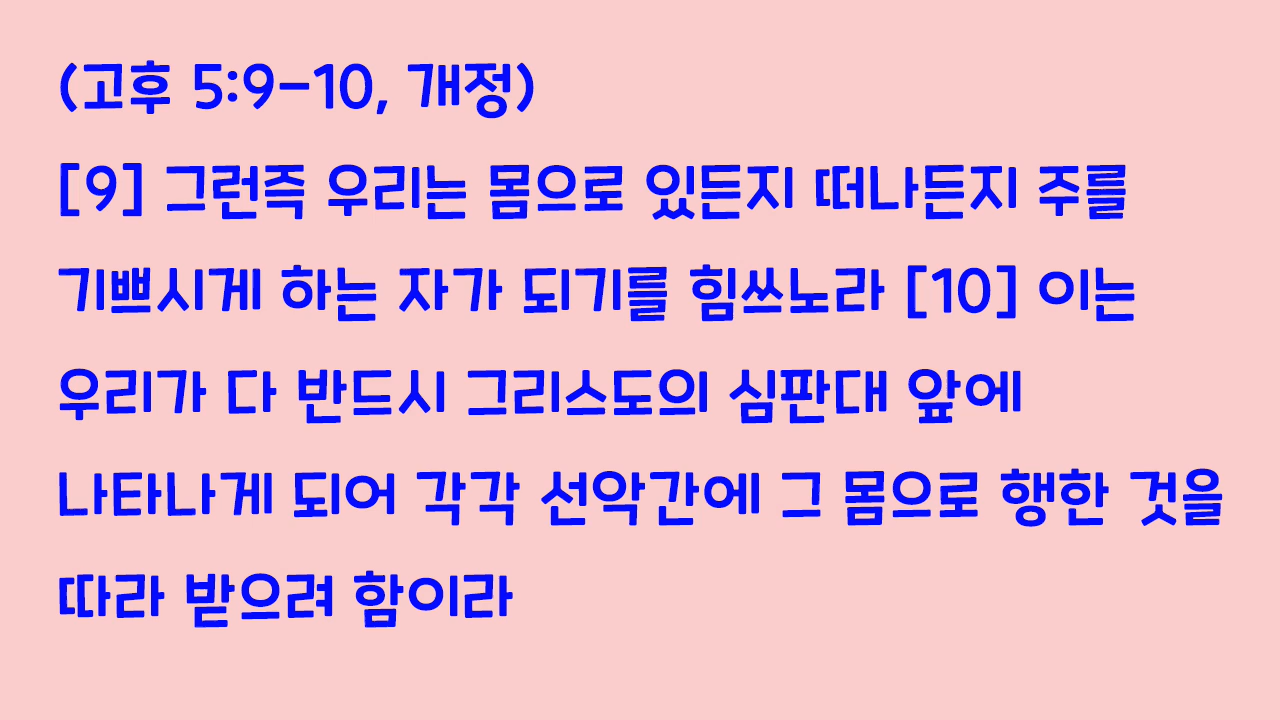 (고후 5:9-10, 개정)
[9] 그런즉 우리는 몸으로 있든지 떠나든지 주를
기쁘시게 하는 자가 되기를 힘쓰노라 [10] 이는
우리가 다 반드시 그리스도의 심판대 앞에
나타나게 되어 각각 선악간에 그 몸으로 행한 것을
따라 받으려 함이라